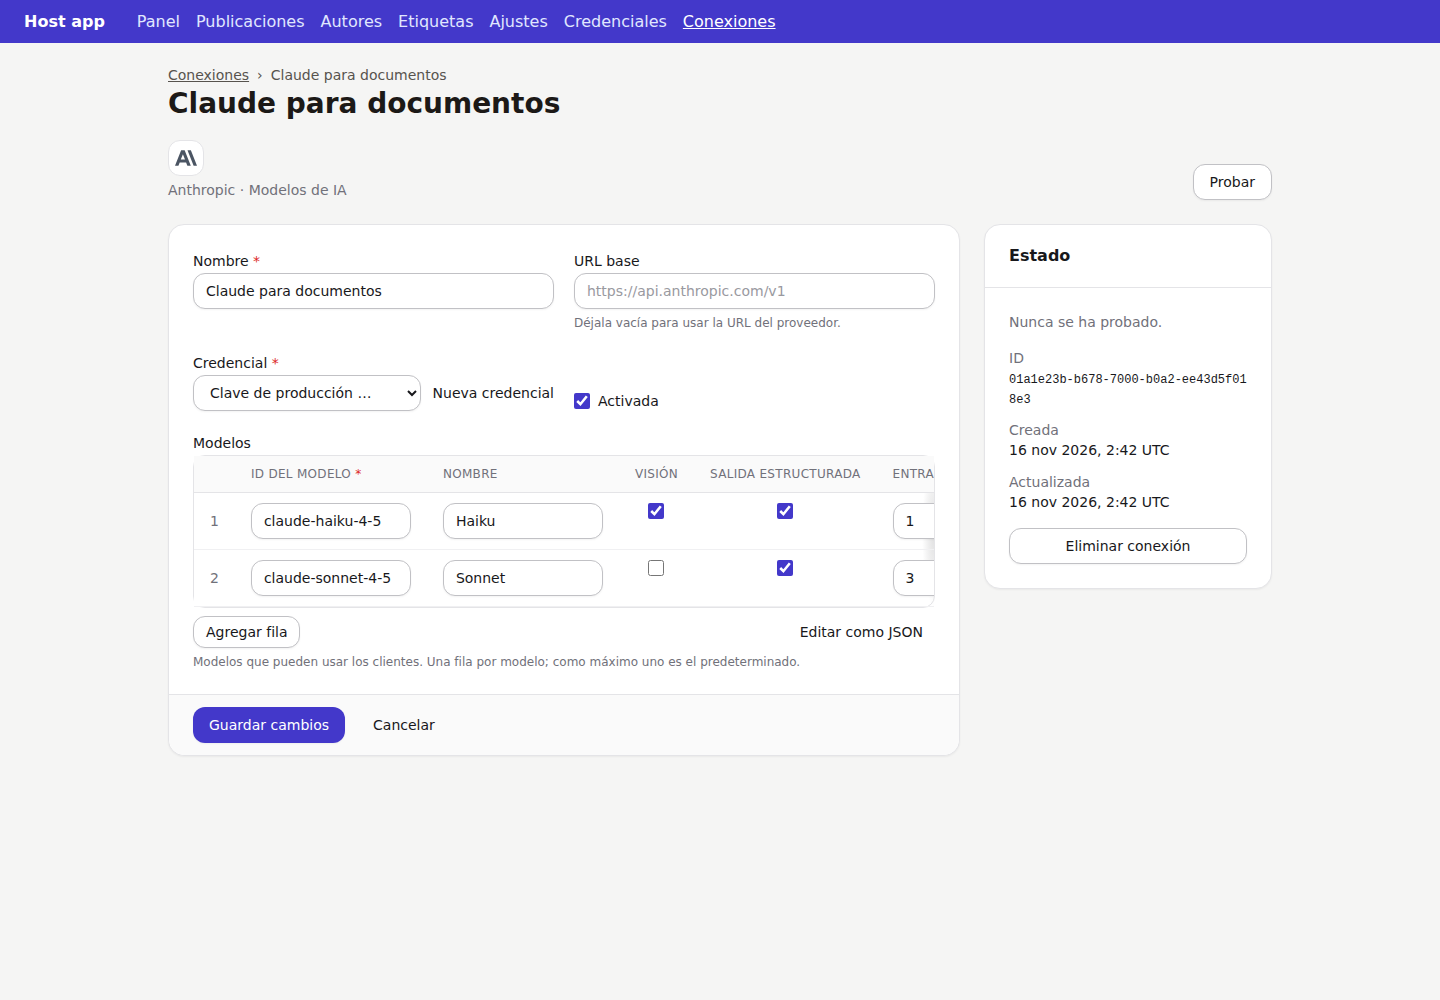 Host app Panel Publicaciones Autores Etiquetas Ajustes Credenciales Conexiones
Conexiones › Claude para documentos
Claude para documentos
Anthropic · Modelos de IA
Probar
Nombre *
Claude para documentos
URL base
https://api.anthropic.com/v1
Déjala vacía para usar la URL del proveedor.
Credencial *
Clave de producción ...
Nueva credencial
Activada
Modelos
ID DEL MODELO * NOMBRE VISIÓN SALIDA ESTRUCTURADA ENTRA
1 claude-haiku-4-5 Haiku 1
2 claude-sonnet-4-5 Sonnet 3
Agregar fila
Editar como JSON
Modelos que pueden usar los clientes. Una fila por modelo; como máximo uno es el predeterminado.
Guardar cambios
Cancelar
Estado
Nunca se ha probado.
ID
01a1e23b-b678-7000-b0a2-ee43d5f01
8e3
Creada
16 nov 2026, 2:42 UTC
Actualizada
16 nov 2026, 2:42 UTC
Eliminar conexión